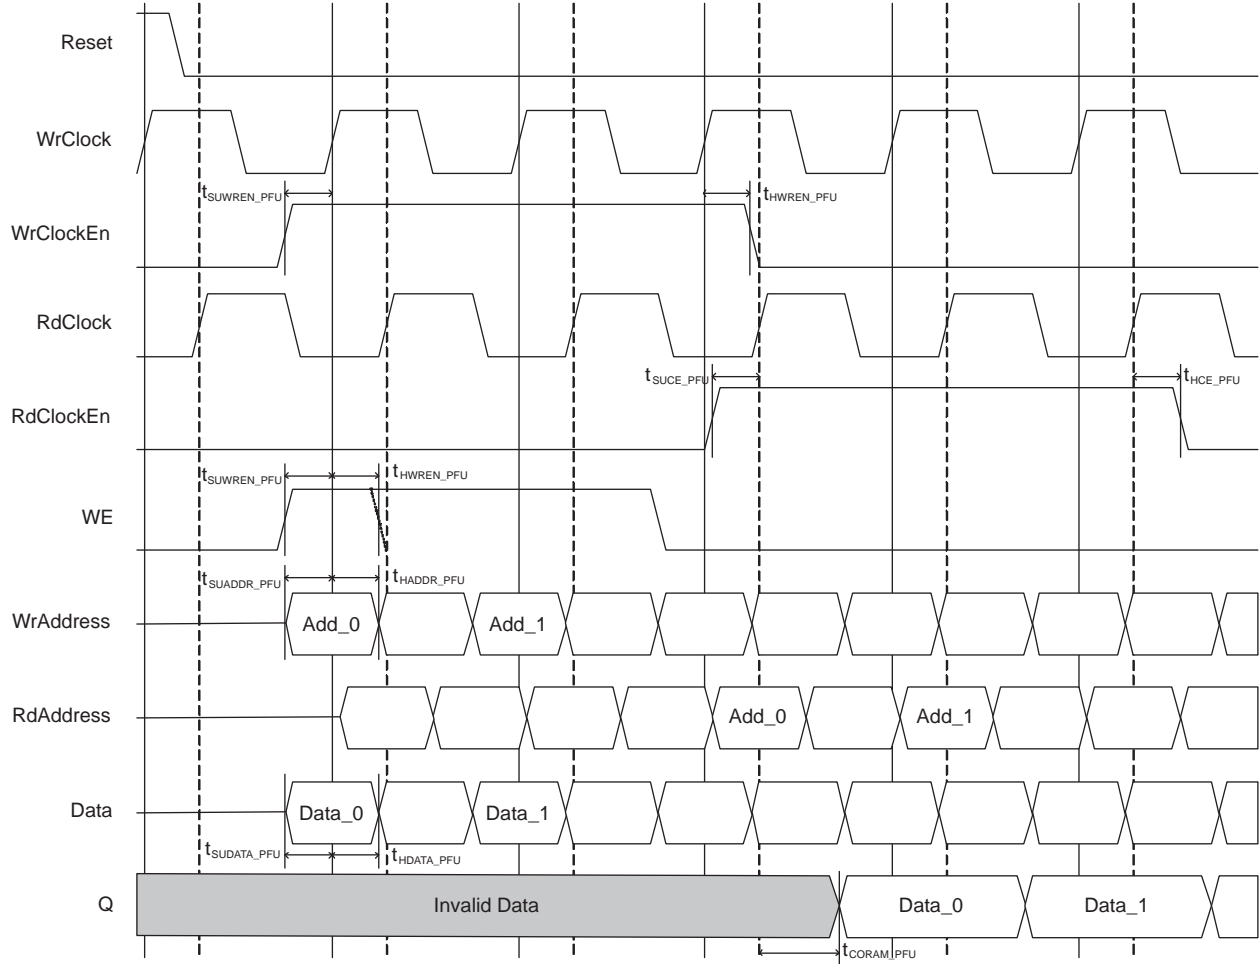 Reset
WrClock
tSUWREN_PFU tHWREN_PFU
WrClockEn
RdClock
tSUCE_PFU tHCE_PFU
RdClockEn
tSUWREN_PFU tHWREN_PFU
WE
tSUADDR_PFU tHADDR_PFU
WrAddress Add_0 Add_1
RdAddress Add_0 Add_1
Data Data_0 Data_1
tSUDATA_PFU tHDATA_PFU
Q Invalid Data Data_0 Data_1
tCORAM_PFU